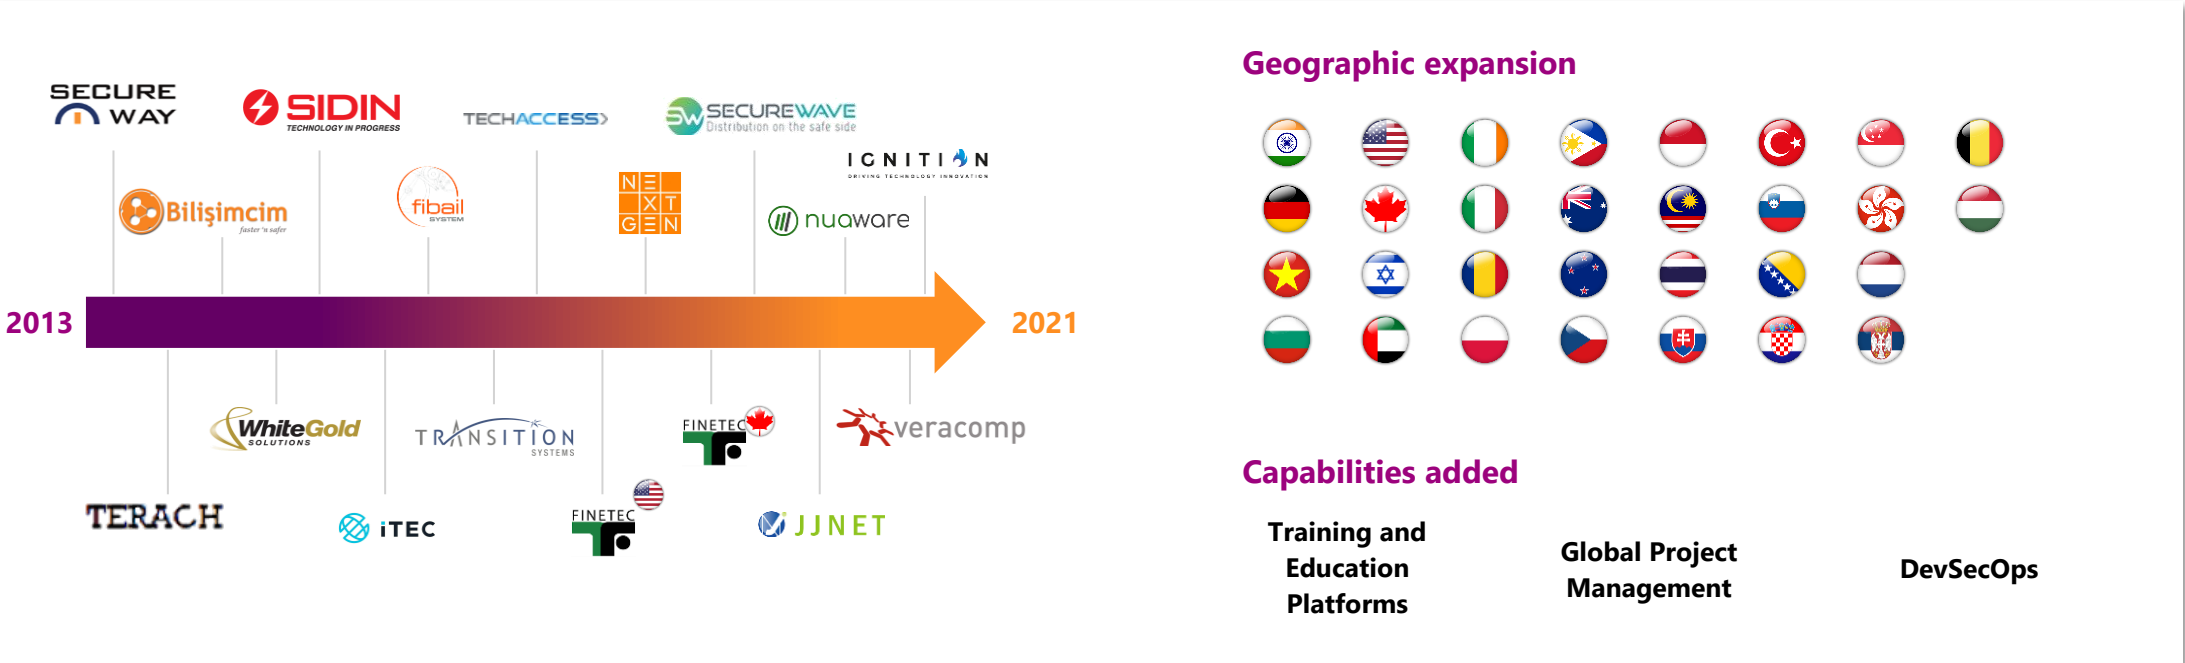 SECURE
WAY
SIDIN
TECHNOLOGY IN PROGRESS
TECHACCESS
SW SECUREWAVE
Distribution on the safe side
IGNITION
DRIVING TECHNOLOGY INNOVATION
Bilişimcim
faster 'n safer
fibail
SYSTEM
NE
XT
GEN
nuaware
2013
2021
WhiteGold
SOLUTIONS
TRANSITION
SYSTEMS
FINETEC
veracomp
TERACH
iTEC
FINETEC
JJNET
Geographic expansion
Capabilities added
Training and
Education
Platforms
Global Project
Management
DevSecOps